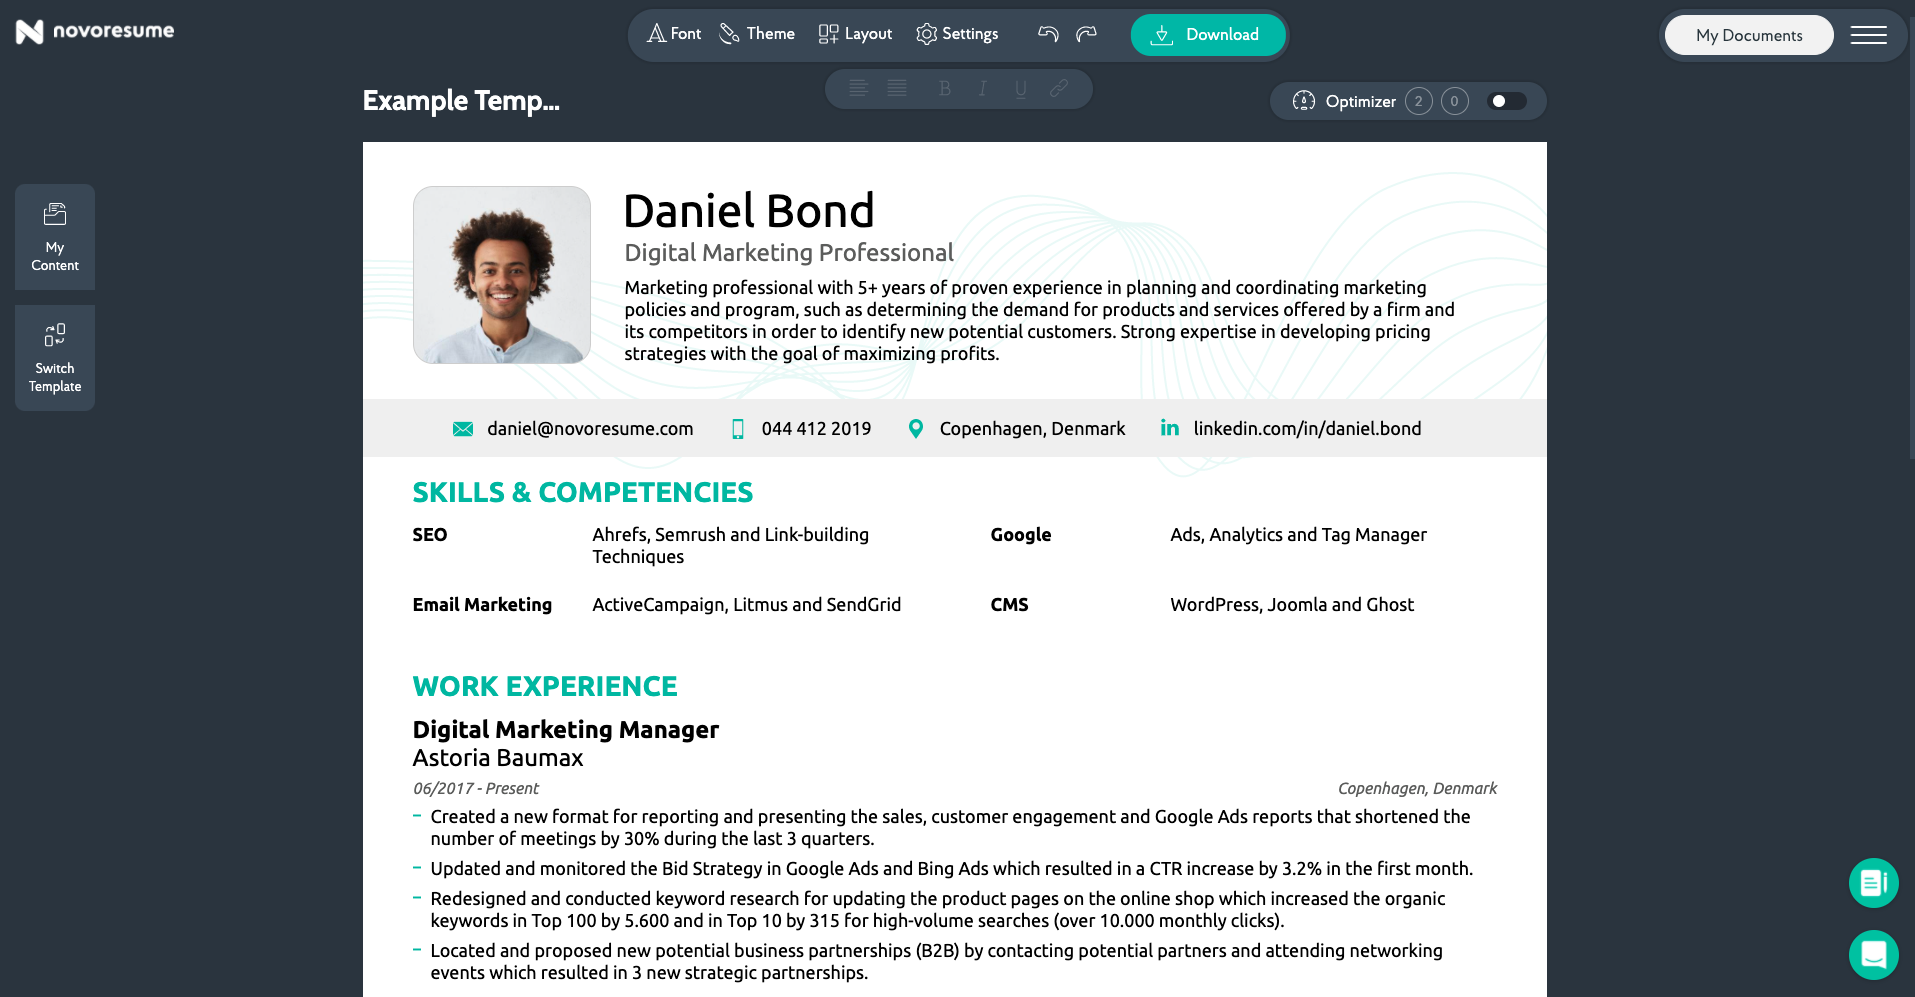 novoresume
Font
Theme
Layout
Settings
Download
My Documents
Example Temp...
B I U
Optimizer 2 0
My
Content
Switch
Template
Daniel Bond
Digital Marketing Professional
Marketing professional with 5+ years of proven experience in planning and coordinating marketing
policies and program, such as determining the demand for products and services offered by a firm and
its competitors in order to identify new potential customers. Strong expertise in developing pricing
strategies with the goal of maximizing profits.
daniel@novoresume.com
044 412 2019
Copenhagen, Denmark
in linkedin.com/in/daniel.bond
SKILLS & COMPETENCIES
SEO
Ahrefs, Semrush and Link-building
Techniques
Google
Ads, Analytics and Tag Manager
Email Marketing
ActiveCampaign, Litmus and SendGrid
CMS
WordPress, Joomla and Ghost
WORK EXPERIENCE
Digital Marketing Manager
Astoria Baumax
06/2017 - Present
Copenhagen, Denmark
– Created a new format for reporting and presenting the sales, customer engagement and Google Ads reports that shortened the
number of meetings by 30% during the last 3 quarters.
– Updated and monitored the Bid Strategy in Google Ads and Bing Ads which resulted in a CTR increase by 3.2% in the first month.
– Redesigned and conducted keyword research for updating the product pages on the online shop which increased the organic
keywords in Top 100 by 5.600 and in Top 10 by 315 for high-volume searches (over 10.000 monthly clicks).
– Located and proposed new potential business partnerships (B2B) by contacting potential partners and attending networking
events which resulted in 3 new strategic partnerships.